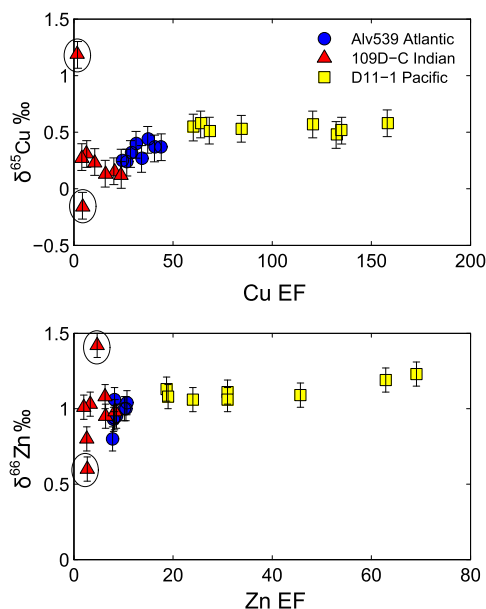 1.5
1
0.5
0
−0.5
δ65Cu ‰
Alv539 Atlantic
109D−C Indian
D11−1 Pacific
0 50 100 150 200
Cu EF
1.5
1
0.5
0
δ66Zn ‰
0 20 40 60 80
Zn EF